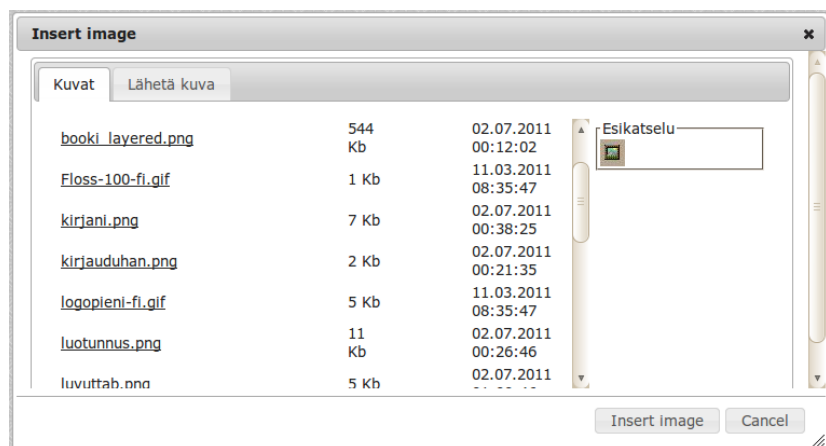 Insert image
Kuvat Lähetä kuva
booki_layered.png 544 Kb 02.07.2011 00:12:02
Esikatselu
Floss-100-fi.gif 1 Kb 11.03.2011 08:35:47
kirjani.png 7 Kb 02.07.2011 00:38:25
kirjauduhan.png 2 Kb 02.07.2011 00:21:35
logopieni-fi.gif 5 Kb 11.03.2011 08:35:47
luotunnus.png 11 Kb 02.07.2011 00:26:46
luvuttab.png 5 Kb 02.07.2011
Insert image Cancel